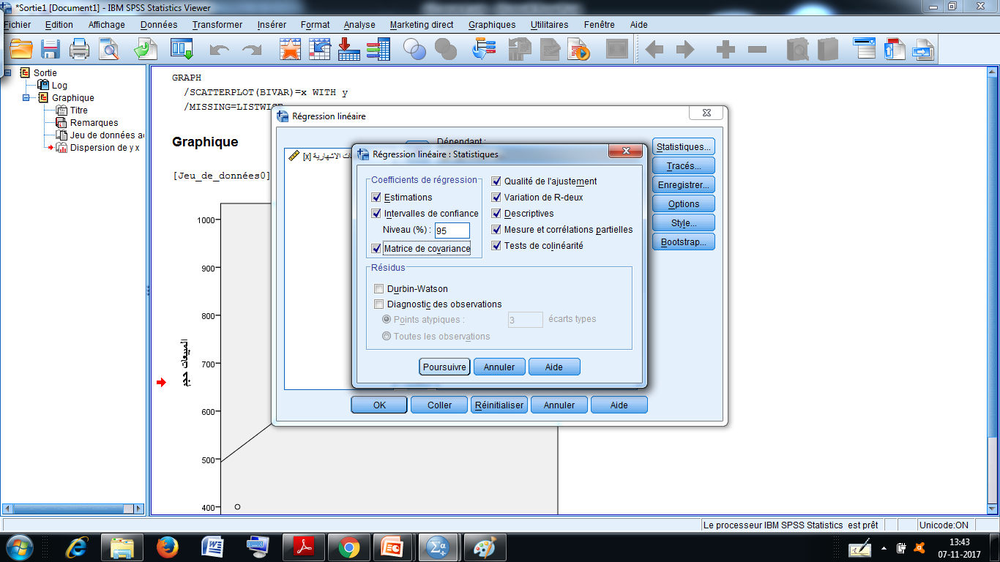 *Sortie1 [Document1] - IBM SPSS Statistics Viewer
Fichier Edition Affichage Données Transformer Insérer Format Analyse Marketing direct Graphiques Utilitaires Fenêtre Aide
Sortie
Log
Graphique
Titre
Remarques
Jeu de données
Dispersion de y x
GRAPH
/SCATTERPLOT(BIVAR)=x WITH y
/MISSING=LISTWISE
Graphique
[Jeu_de_données0]
1000
900
800
700
600
500
400
المبيعات
Régression linéaire
Dépendant :
الاشهارية [x]
Statistiques...
Tracés...
Enregistrer...
Options
Style...
Bootstrap...
Régression linéaire : Statistiques
Coefficients de régression
Estimations
Intervalles de confiance
Niveau (%) : 95
Matrice de covariance
Qualité de l'ajustement
Variation de R-deux
Descriptives
Mesure et corrélations partielles
Tests de colinéarité
Résidus
Durbin-Watson
Diagnostic des observations
Points atypiques : 3 écarts types
Toutes les observations
Poursuivre Annuler Aide
OK Coller Réinitialiser Annuler Aide
Le processeur IBM SPSS Statistics est prêt Unicode:ON
13:43
07-11-2017